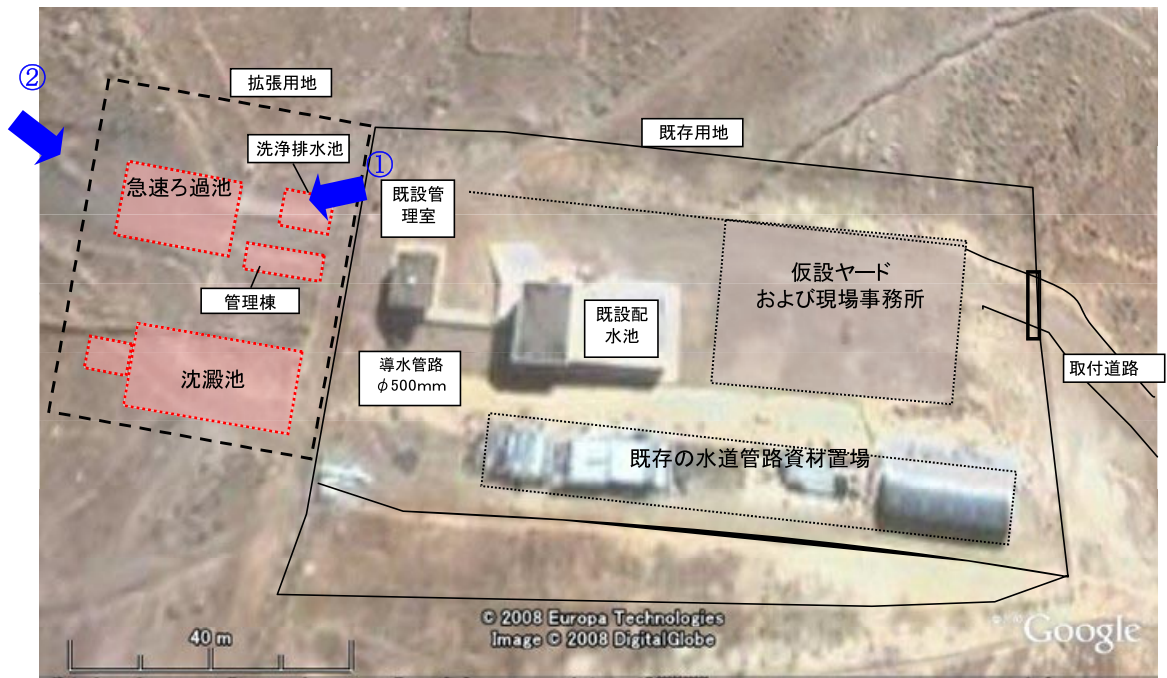 ②
拡張用地
洗浄排水池
①
既存用地
急速ろ過池
既設管
理室
管理棟
仮設ヤード
および現場事務所
既設配
水池
沈澱池
導水管路
φ500mm
取付道路
既存の水道管路資材置場
© 2008 Europa Technologies
Image © 2008 DigitalGlobe
40 m
Google